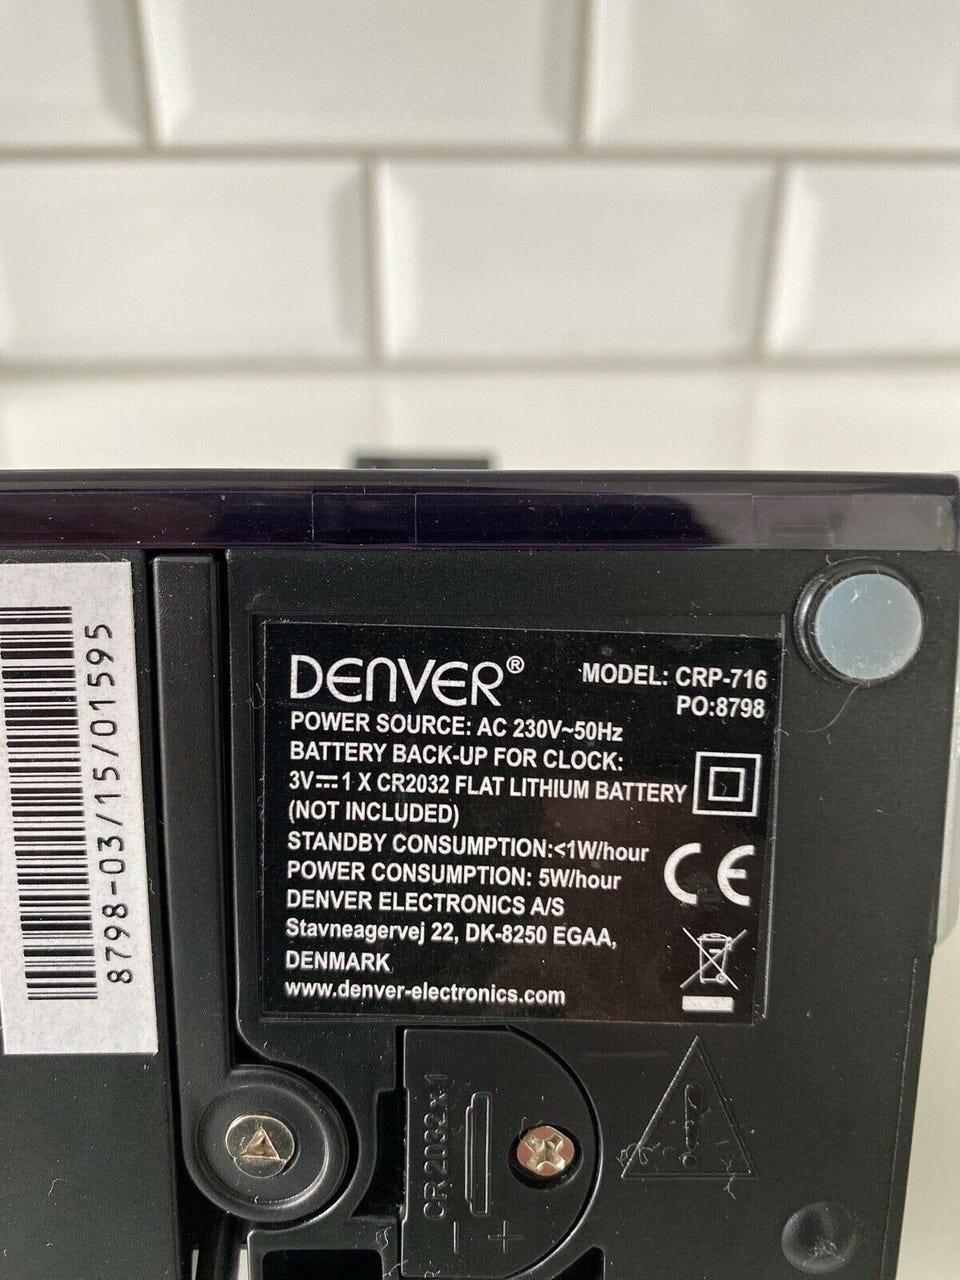 8798-03/15/01595
DENVER®
MODEL: CRP-716
PO:8798
POWER SOURCE: AC 230V~50Hz
BATTERY BACK-UP FOR CLOCK:
3V⎓1 X CR2032 FLAT LITHIUM BATTERY
(NOT INCLUDED)
STANDBY CONSUMPTION:<1W/hour
POWER CONSUMPTION: 5W/hour
DENVER ELECTRONICS A/S
Stavneagervej 22, DK-8250 EGAA,
DENMARK
www.denver-electronics.com
CE
CR2032x1
- +